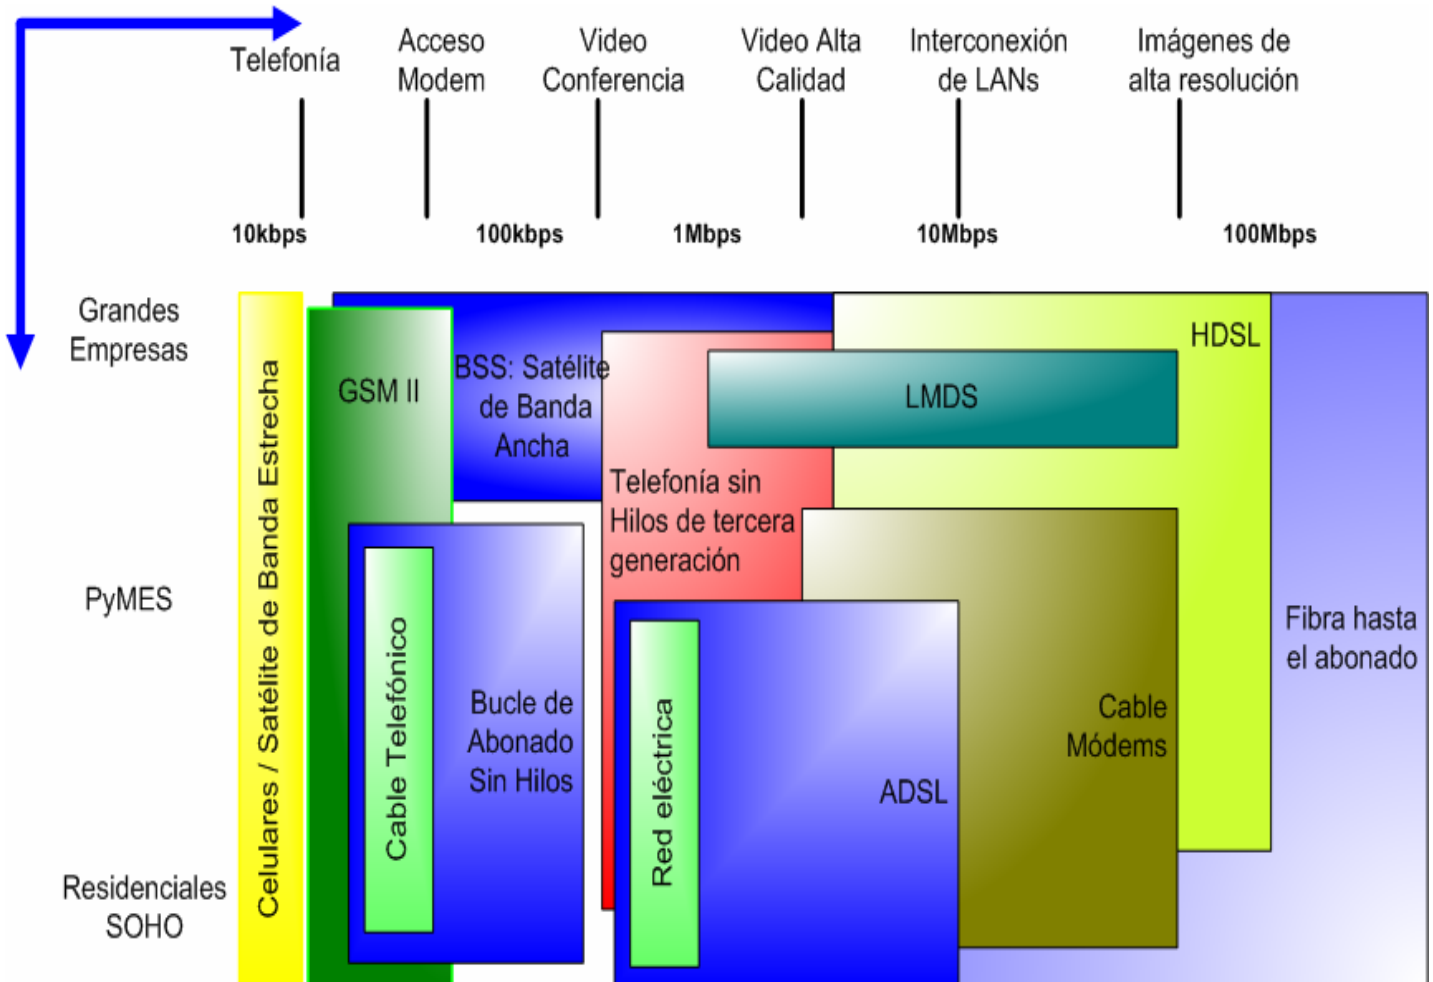 Telefonía
Acceso
Modem
Video
Conferencia
Video Alta
Calidad
Interconexión
de LANs
Imágenes de
alta resolución
10kbps
100kbps
1Mbps
10Mbps
100Mbps
Grandes
Empresas
PyMES
Residenciales
SOHO
Celulares / Satélite de Banda Estrecha
GSM II
BSS: Satélite
de Banda
Ancha
LMDS
HDSL
Telefonía sin
Hilos de tercera
generación
Cable Telefónico
Bucle de
Abonado
Sin Hilos
Red eléctrica
ADSL
Cable
Módems
Fibra hasta
el abonado